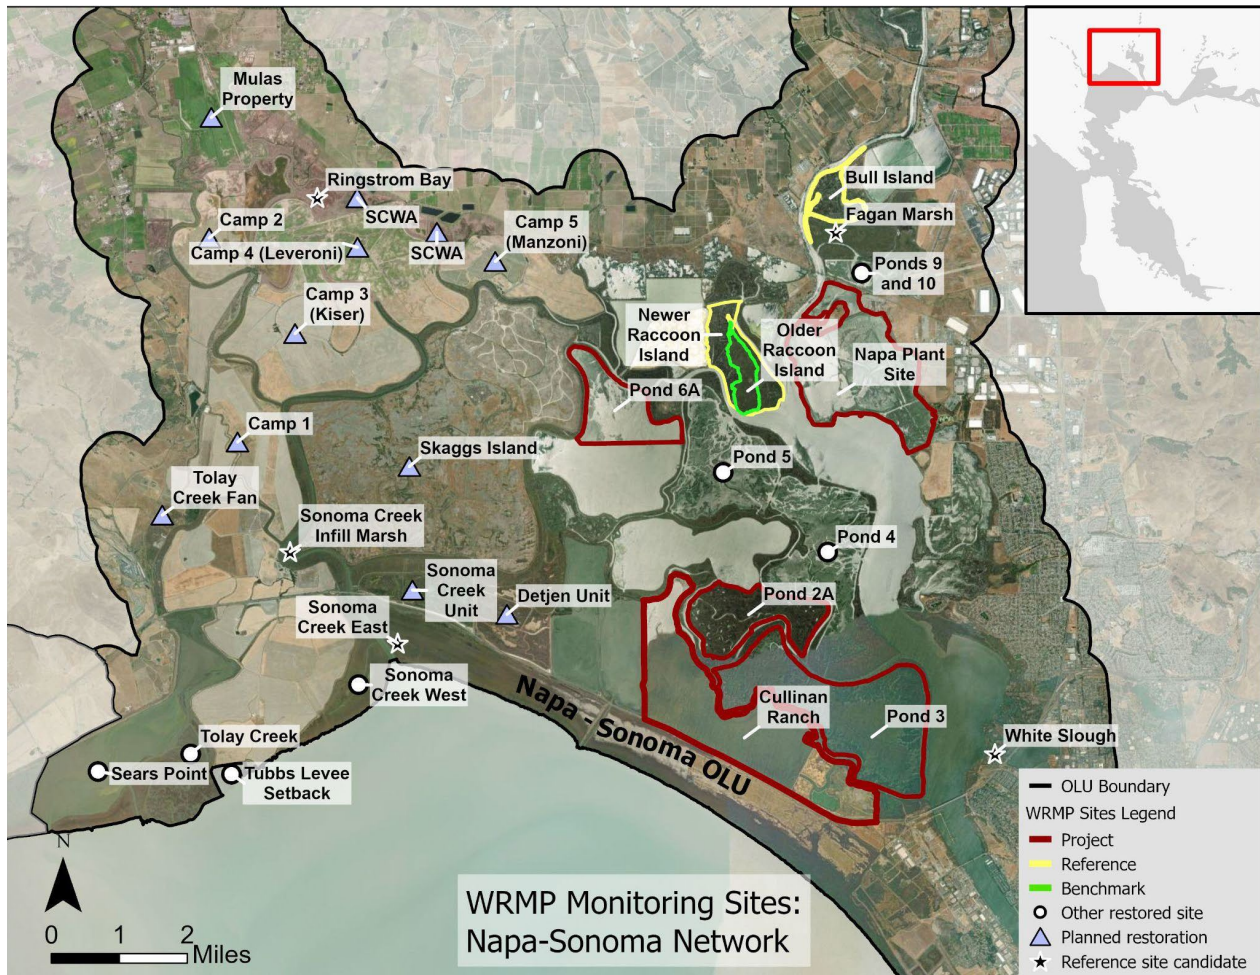 Mulas
Property
Ringstrom Bay
SCWA
Camp 2
Camp 4 (Leveroni)
SCWA
Camp 5
(Manzoni)
Camp 3
(Kiser)
Bull Island
Fagan Marsh
Ponds 9
and 10
Newer
Raccoon
Island
Older
Raccoon
Island
Napa Plant
Site
Pond 6A
Camp 1
Skaggs Island
Pond 5
Tolay
Creek Fan
Sonoma Creek
Infill Marsh
Pond 4
Sonoma
Creek
Unit
Detjen Unit
Pond 2A
Sonoma
Creek East
Sonoma
Creek West
Cullinan
Ranch
Pond 3
White Slough
Napa - Sonoma OLU
Tolay Creek
Sears Point
Tubbs Levee
Setback
N
0 1 2
Miles
WRMP Monitoring Sites:
Napa-Sonoma Network
OLU Boundary
WRMP Sites Legend
Project
Reference
Benchmark
Other restored site
Planned restoration
Reference site candidate